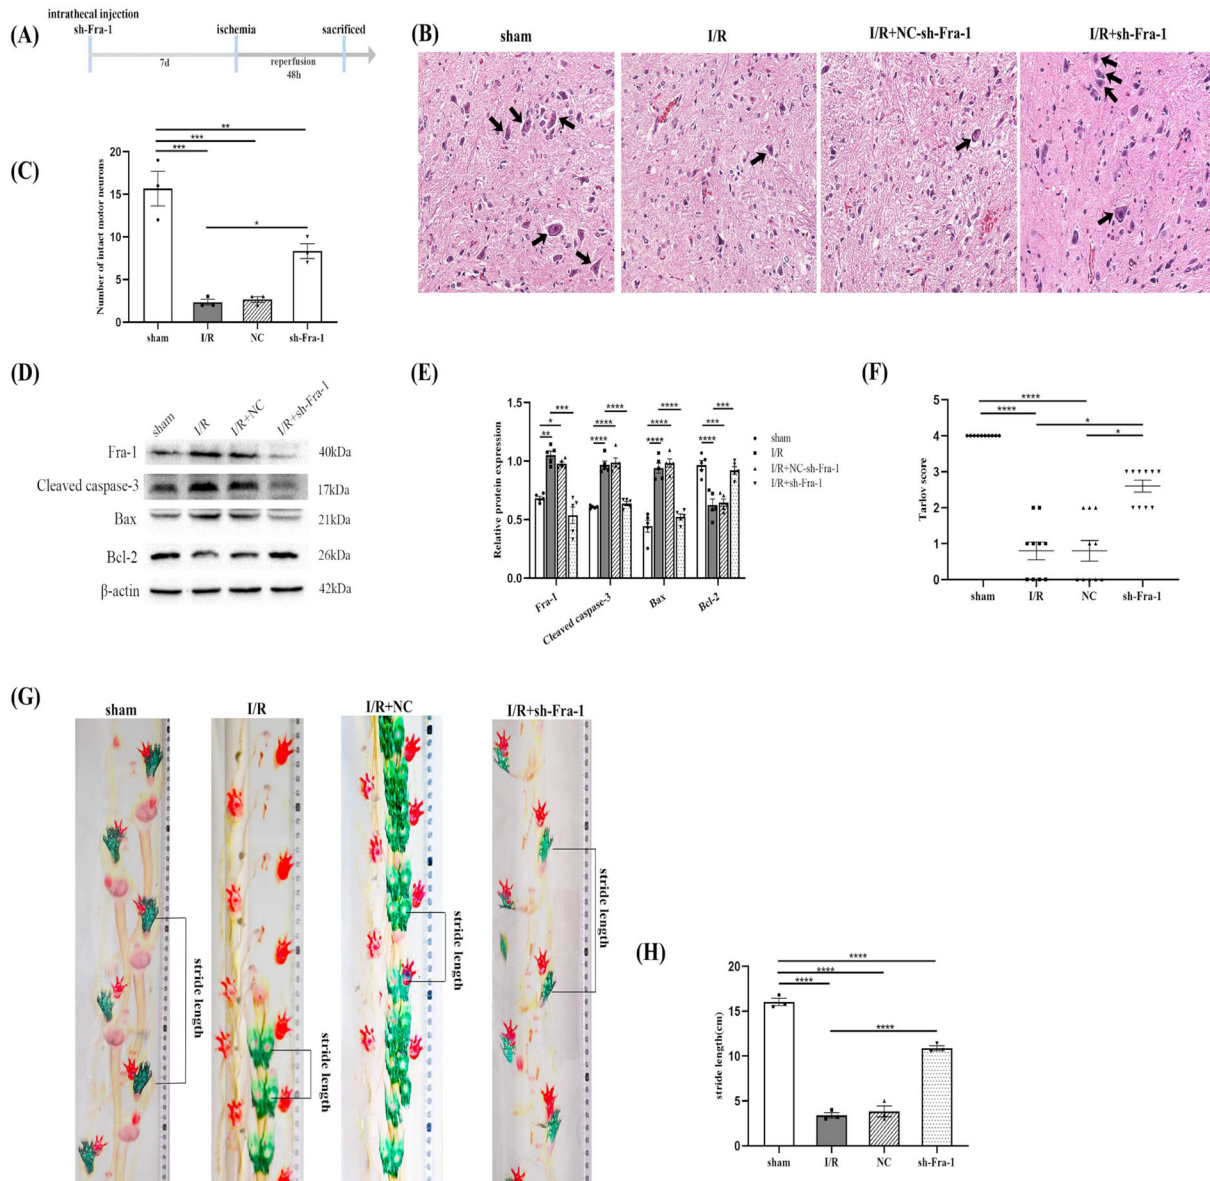 (A)
intrathecal injection
sh-Fra-1
ischemia
sacrificed
7d
reperfusion
48h
(B)
sham
I/R
I/R+NC-sh-Fra-1
I/R+sh-Fra-1
(C)
Number of intact motor neurons
20
15
10
5
0
**
***
***
*
sham
I/R
NC
sh-Fra-1
(D)
sham
I/R
I/R+NC
I/R+sh-Fra-1
Fra-1
40kDa
Cleaved caspase-3
17kDa
Bax
21kDa
Bcl-2
26kDa
β-actin
42kDa
(E)
Relative protein expression
1.5
1.0
0.5
0.0
***
*
**
****
****
****
****
****
****
***
***
****
Fra-1
Cleaved caspase-3
Bax
Bcl-2
sham
I/R
I/R+NC-sh-Fra-1
I/R+sh-Fra-1
(F)
Tarlov score
5
4
3
2
1
0
****
****
*
*
sham
I/R
NC
sh-Fra-1
(G)
sham
I/R
I/R+NC
I/R+sh-Fra-1
stride length
stride length
stride length
stride length
(H)
stride length(cm)
20
15
10
5
0
****
****
****
****
sham
I/R
NC
sh-Fra-1